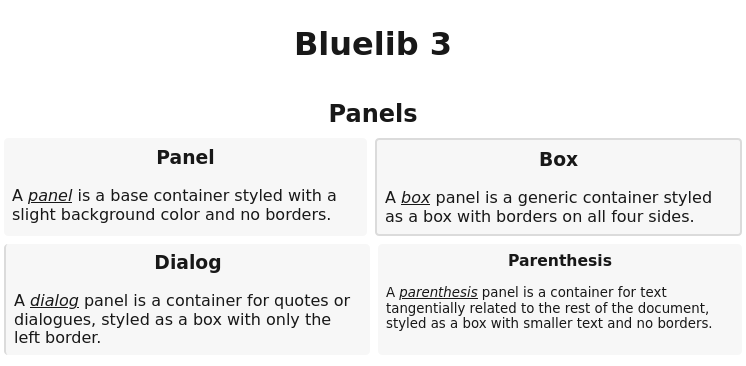 Bluelib 3
Panels
Panel
A panel is a base container styled with a
slight background color and no borders.
Box
A box panel is a generic container styled
as a box with borders on all four sides.
Dialog
A dialog panel is a container for quotes or
dialogues, styled as a box with only the
left border.
Parenthesis
A parenthesis panel is a container for text
tangentially related to the rest of the document,
styled as a box with smaller text and no borders.